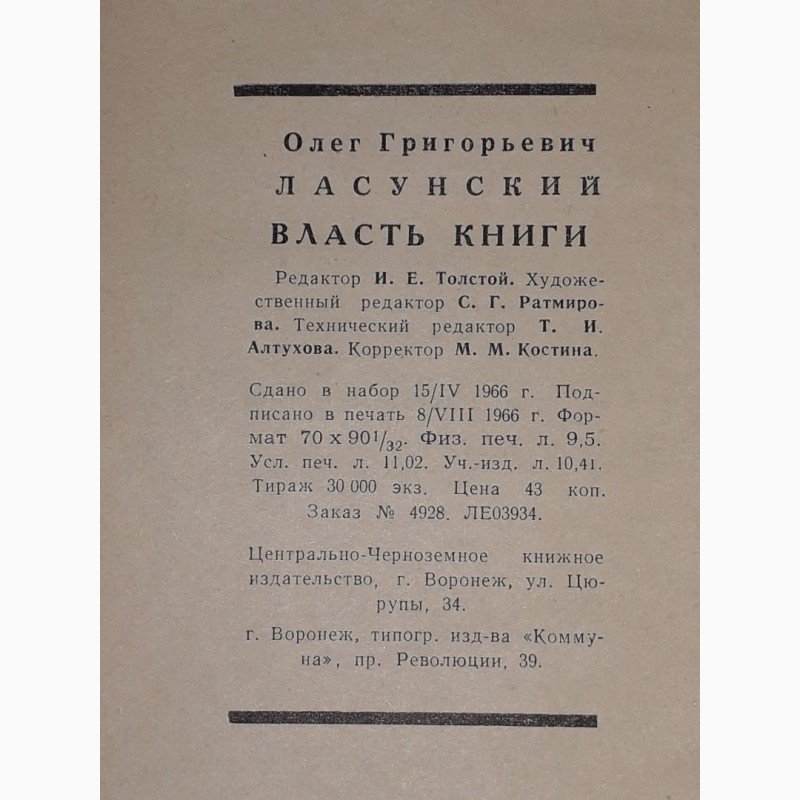 Олег Григорьевич
ЛАСУНСКИЙ
ВЛАСТЬ КНИГИ
Редактор И. Е. Толстой. Художе-
ственный редактор С. Г. Ратмиро-
ва. Технический редактор Т. И.
Алтухова. Корректор М. М. Костина.
Сдано в набор 15/IV 1966 г. Под-
писано в печать 8/VIII 1966 г. Фор-
мат 70 х 90 1/32. Физ. печ. л. 9,5.
Усл. печ. л. 11,02. Уч.-изд. л. 10,41.
Тираж 30 000 экз. Цена 43 коп.
Заказ № 4928. ЛЕ03934.
Центрально-Черноземное книжное
издательство, г. Воронеж, ул. Цю-
рупы, 34.
г. Воронеж, типогр. изд-ва «Комму-
на», пр. Революции, 39.